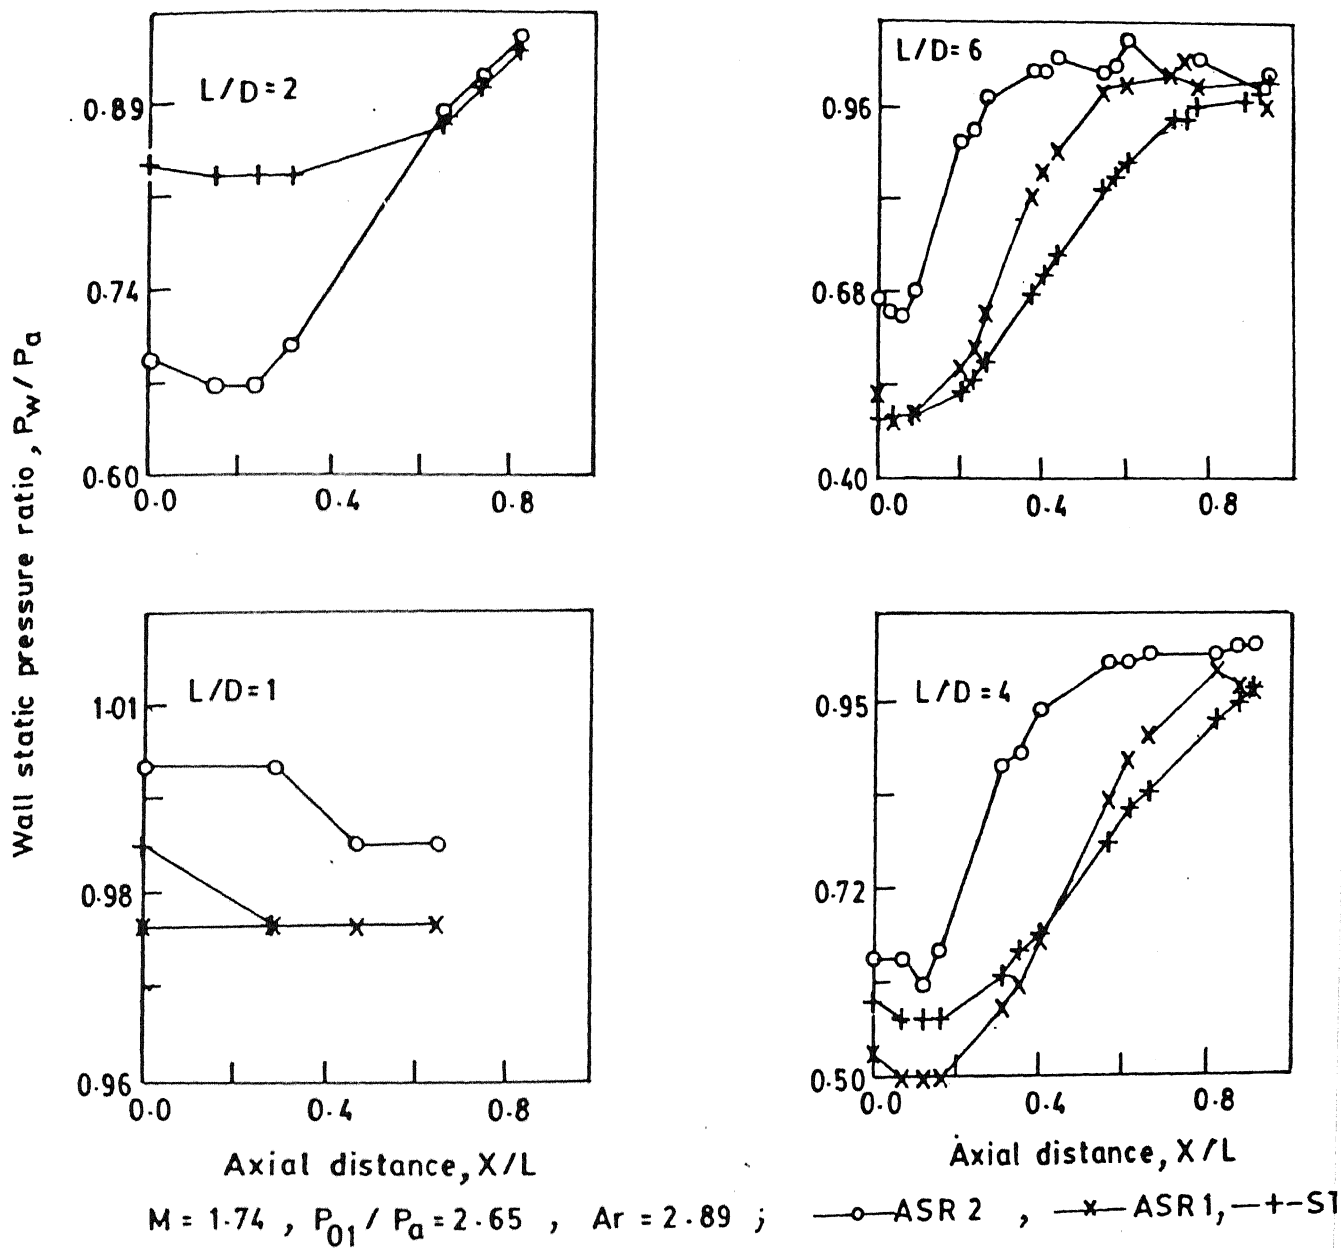 L/D=2
0.89
0.74
0.60
0.0 0.4 0.8
L/D=6
0.96
0.68
0.40
0.0 0.4 0.8
Wall static pressure ratio, Pw/Pa
L/D=1
1.01
0.98
0.96
0.0 0.4 0.8
L/D=4
0.95
0.72
0.50
0.0 0.4 0.8
Axial distance, X/L
Axial distance, X/L
M = 1.74 , P01/Pa = 2.65 , Ar = 2.89 ; —o— ASR 2 , —x— ASR1, —+— ST